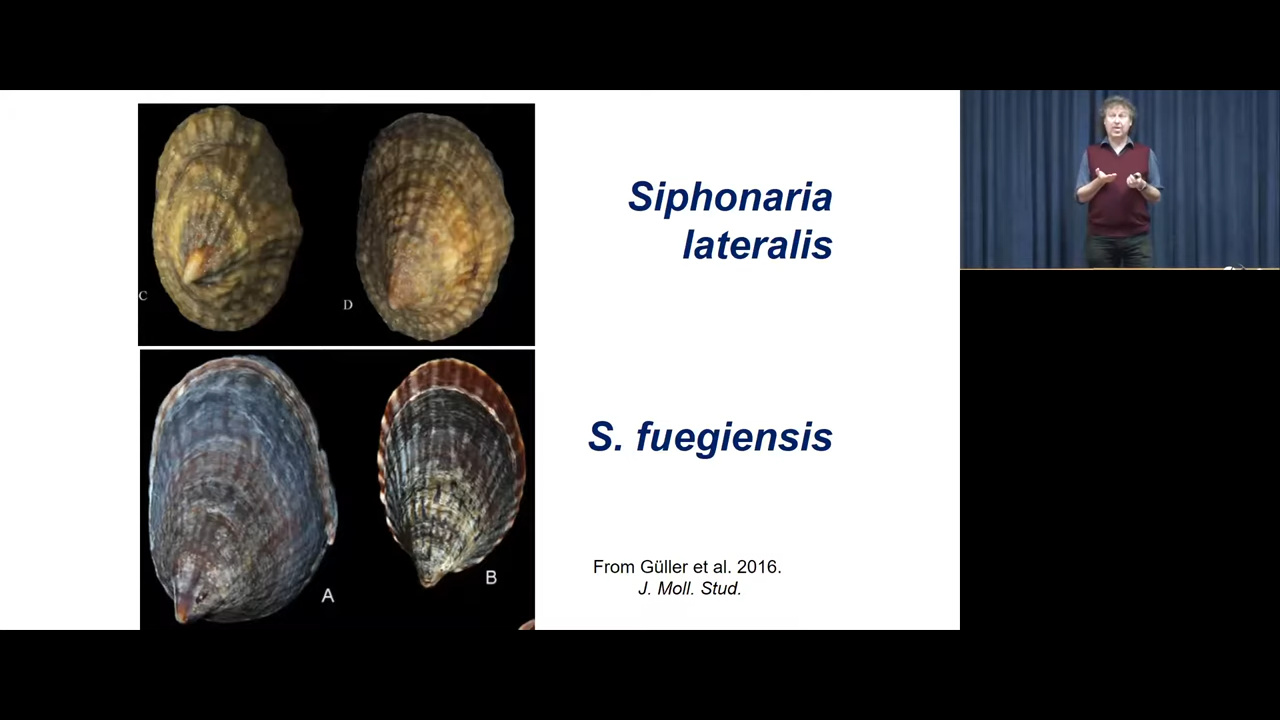 Siphonaria
lateralis
C
D
S. fuegiensis
From Güller et al. 2016.
J. Moll. Stud.
A
B